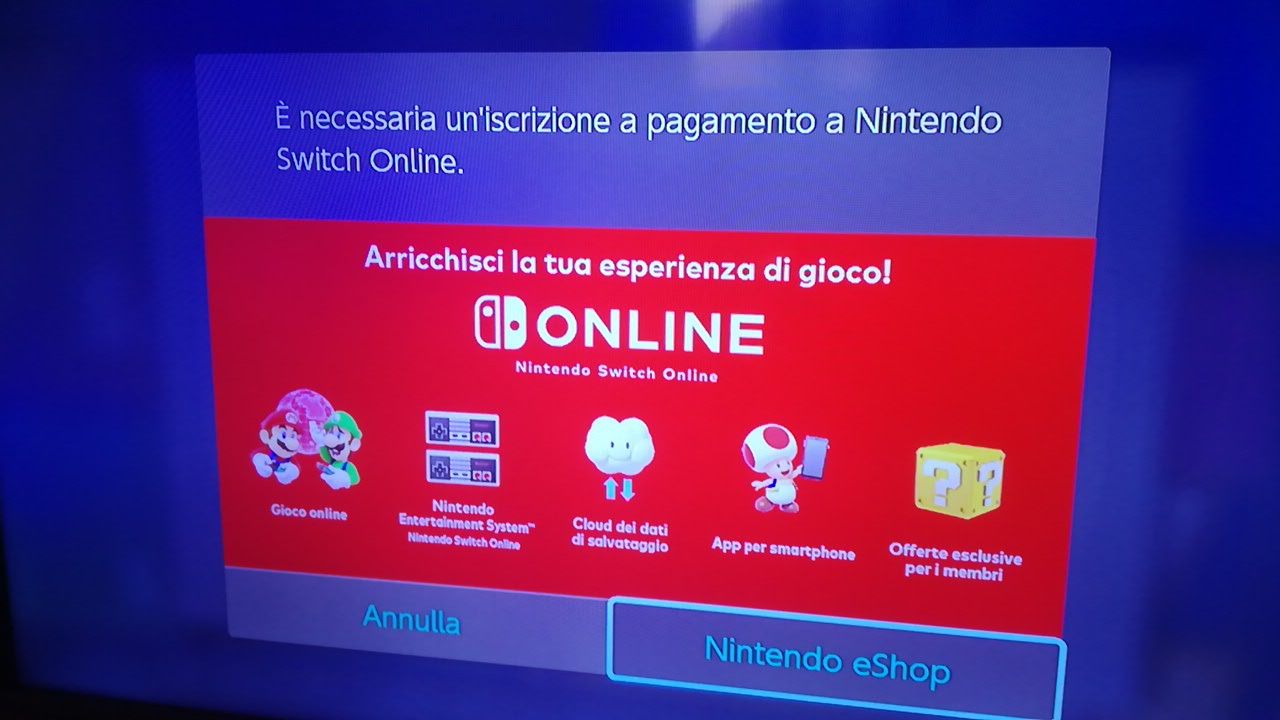 È necessaria un'iscrizione a pagamento a Nintendo
Switch Online.
Arricchisci la tua esperienza di gioco!
ONLINE
Nintendo Switch Online
Gioco online
Nintendo
Entertainment System™
Nintendo Switch Online
Cloud dei dati
di salvataggio
App per smartphone
Offerte esclusive
per i membri
Annulla
Nintendo eShop